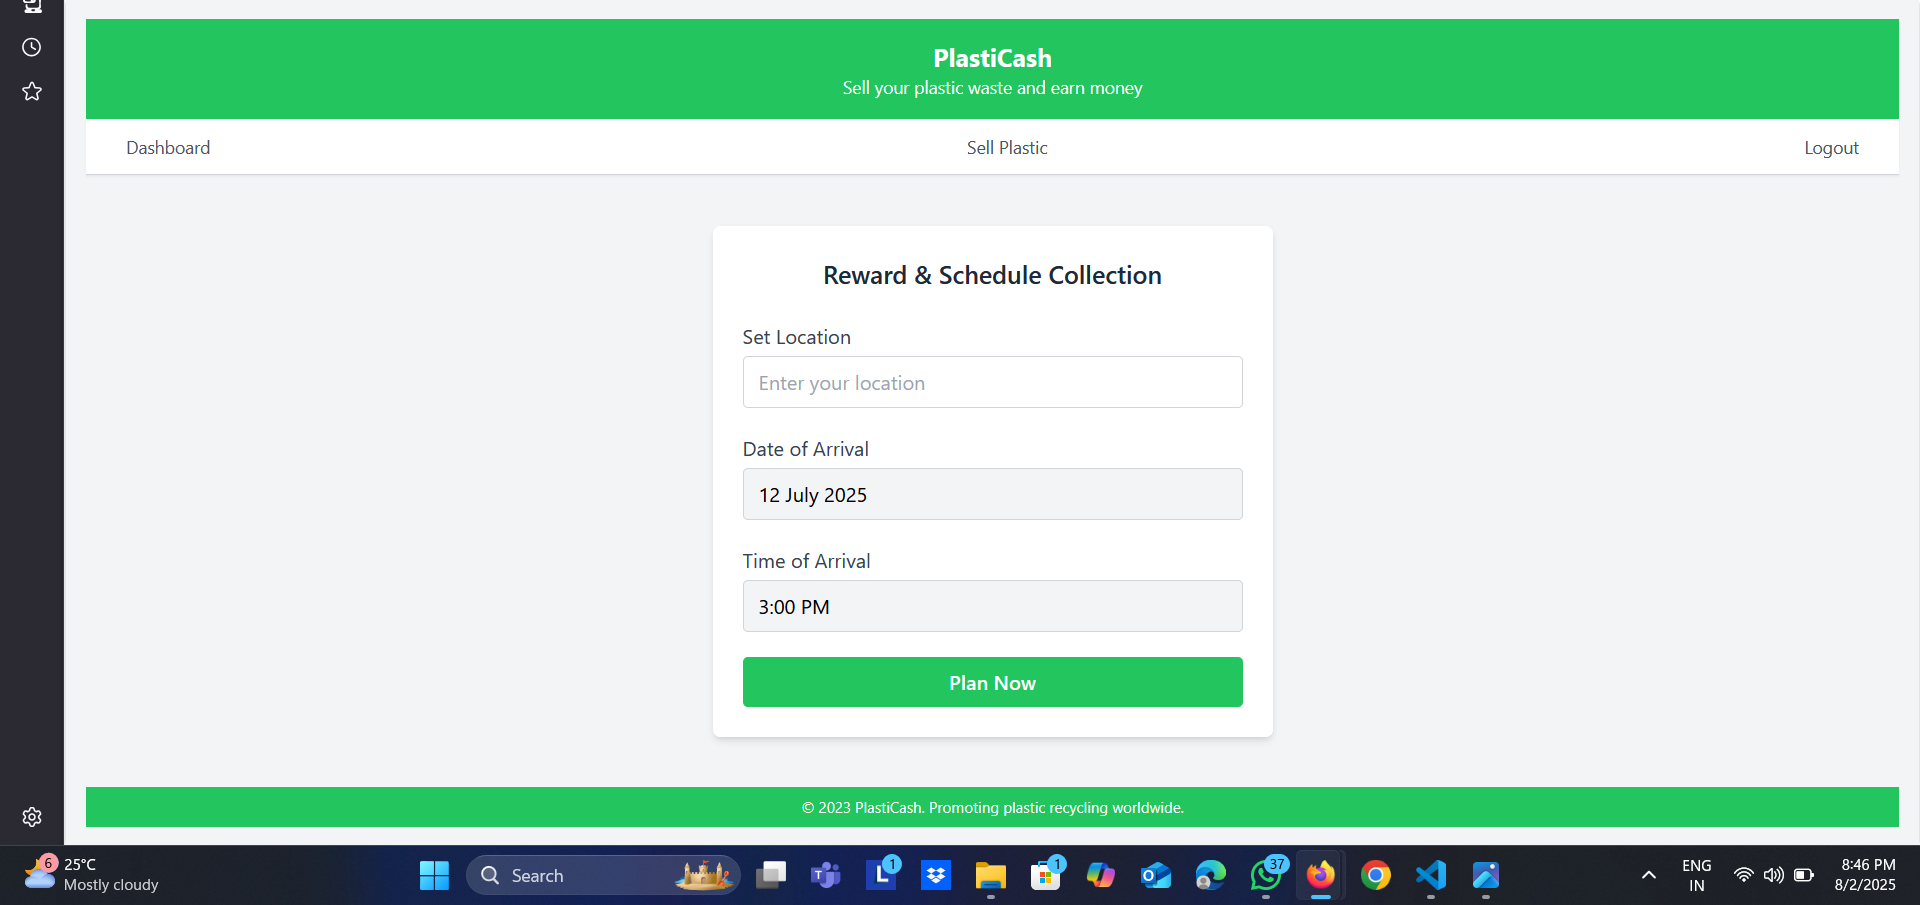 PlastiCash
Sell your plastic waste and earn money
Dashboard
Sell Plastic
Logout
Reward & Schedule Collection
Set Location
Enter your location
Date of Arrival
12 July 2025
Time of Arrival
3:00 PM
Plan Now
© 2023 PlastiCash. Promoting plastic recycling worldwide.
6
25°C
Mostly cloudy
Search
T
L
1
1
O
37
ENG
IN
8:46 PM
8/2/2025